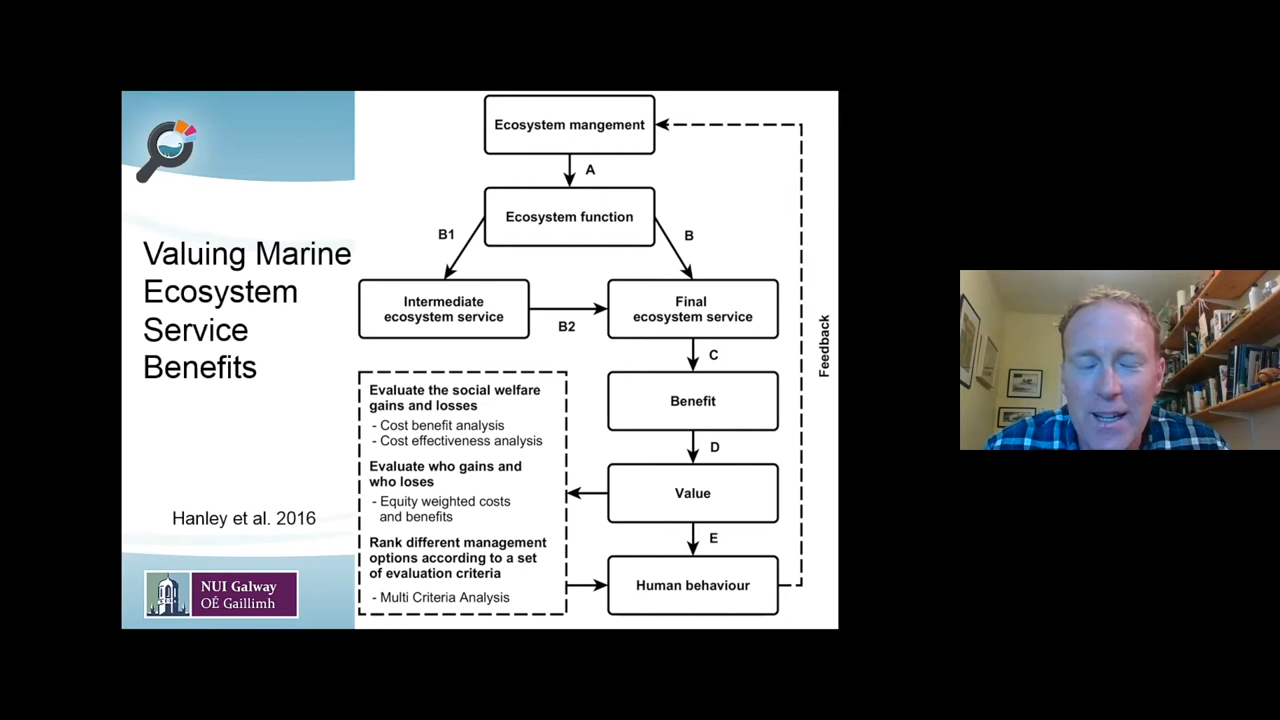 Valuing Marine
Ecosystem
Service
Benefits
Hanley et al. 2016
NUI Galway
OÉ Gaillimh
Ecosystem mangement
A
Ecosystem function
B1
B
Intermediate
ecosystem service
B2
Final
ecosystem service
C
Benefit
D
Value
E
Human behaviour
Feedback
Evaluate the social welfare
gains and losses
- Cost benefit analysis
- Cost effectiveness analysis
Evaluate who gains and
who loses
- Equity weighted costs
and benefits
Rank different management
options according to a set
of evaluation criteria
- Multi Criteria Analysis